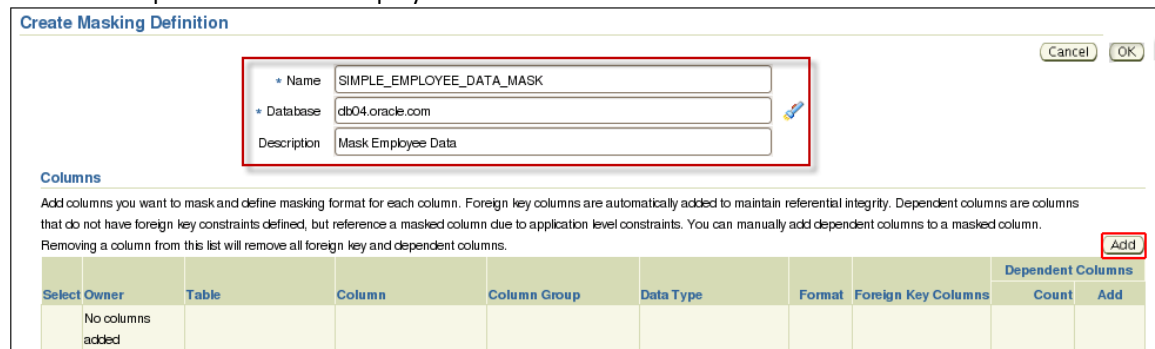 Create Masking Definition
Cancel OK
* Name SIMPLE_EMPLOYEE_DATA_MASK
* Database db04.oracle.com
Description Mask Employee Data
Columns
Add columns you want to mask and define masking format for each column. Foreign key columns are automatically added to maintain referential integrity. Dependent columns are columns
that do not have foreign key constraints defined, but reference a masked column due to application level constraints. You can manually add dependent columns to a masked column.
Removing a column from this list will remove all foreign key and dependent columns.
Add
Dependent Columns
Select Owner Table Column Column Group Data Type Format Foreign Key Columns Count Add
No columns
added